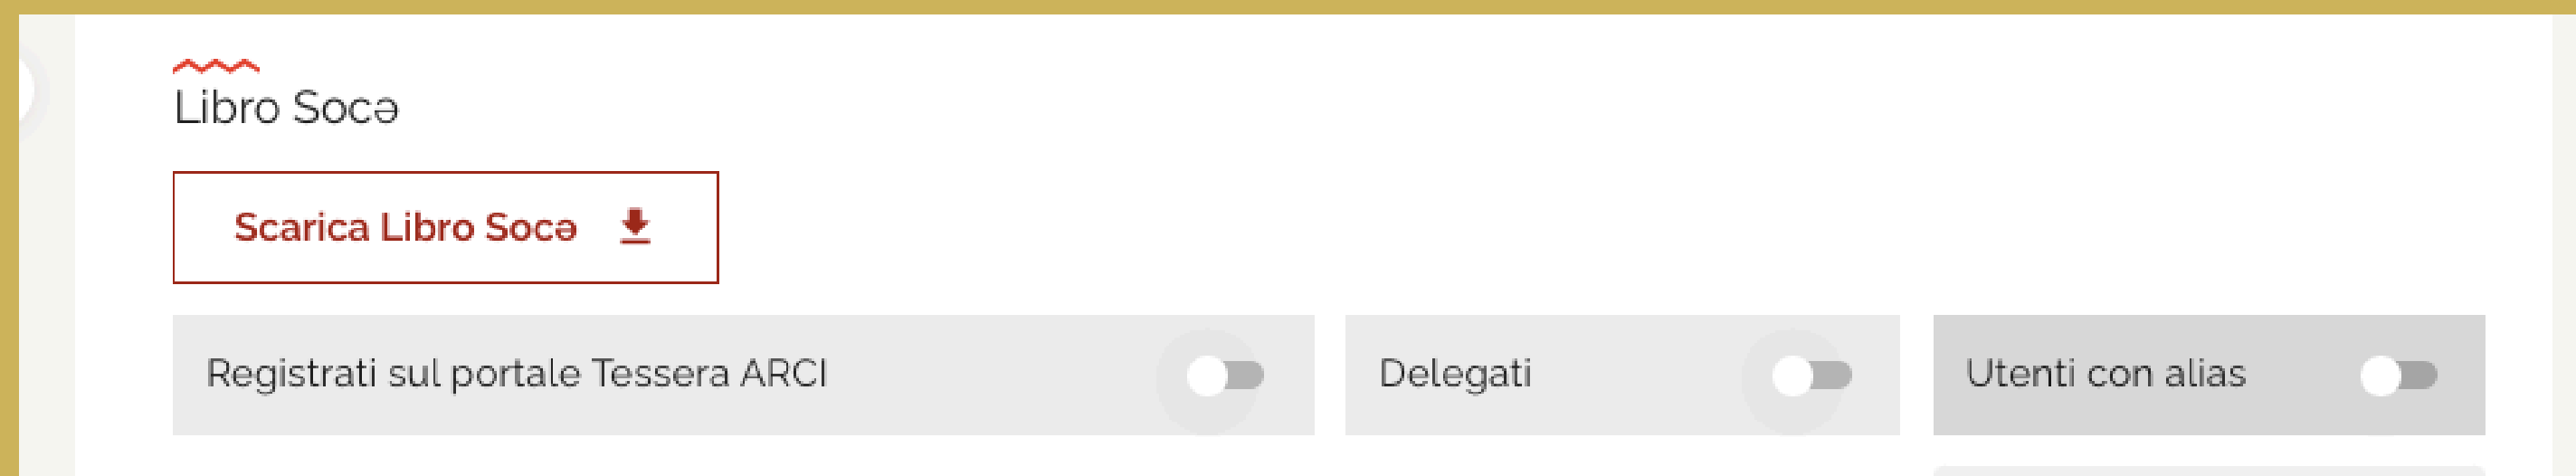 Libro Socə
Scarica Libro Socə
Registrati sul portale Tessera ARCI
Delegati
Utenti con alias